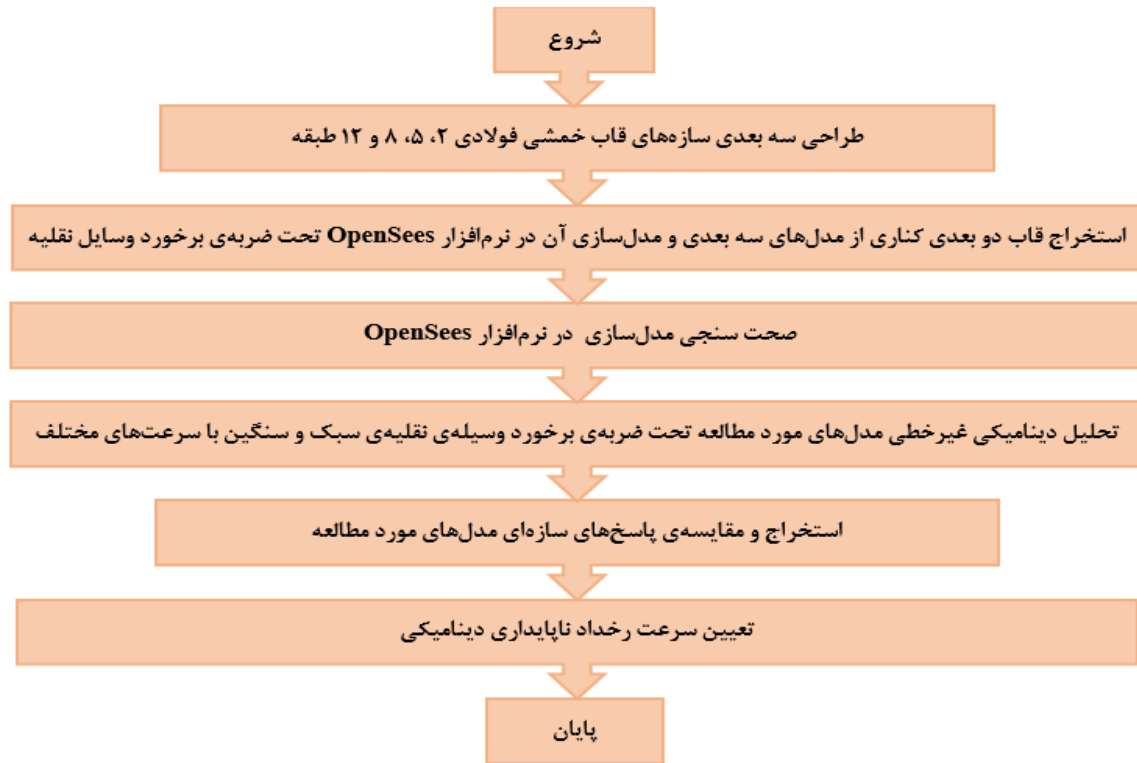 شروع
طراحی سه بعدی سازه‌های قاب خمشی فولادی ۲، ۵، ۸ و ۱۲ طبقه
استخراج قاب دو بعدی کناری از مدل‌های سه بعدی و مدل‌سازی آن در نرم‌افزار OpenSees تحت ضربه‌ی برخورد وسایل نقلیه
صحت سنجی مدل‌سازی در نرم‌افزار OpenSees
تحلیل دینامیکی غیرخطی مدل‌های مورد مطالعه تحت ضربه‌ی برخورد وسیله‌ی نقلیه‌ی سبک و سنگین با سرعت‌های مختلف
استخراج و مقایسه‌ی پاسخ‌های سازه‌ای مدل‌های مورد مطالعه
تعیین سرعت رخداد ناپایداری دینامیکی
پایان